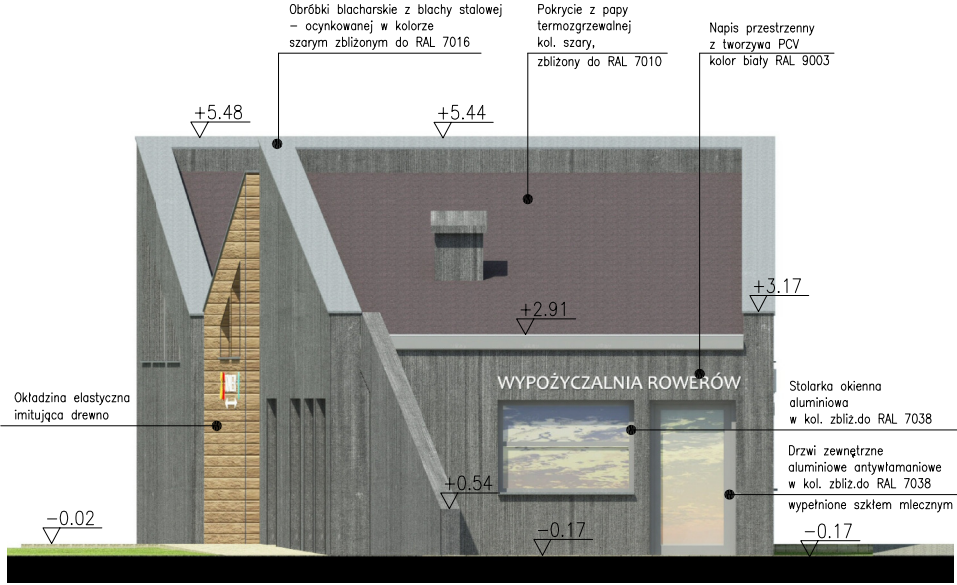 Obróbki blacharskie z blachy stalowej
– ocynkowanej w kolorze
szarym zbliżonym do RAL 7016
Pokrycie z papy
termozgrzewalnej
kol. szary,
zbliżony do RAL 7010
Napis przestrzenny
z tworzywa PCV
kolor biały RAL 9003
+5.48
+5.44
+3.17
+2.91
WYPOŻYCZALNIA ROWERÓW
Okładzina elastyczna
imitująca drewno
Stolarka okienna
aluminiowa
w kol. zbliż.do RAL 7038
Drzwi zewnętrzne
aluminiowe antywłamaniowe
w kol. zbliż.do RAL 7038
wypełnione szkłem mlecznym
+0.54
−0.02
−0.17
−0.17